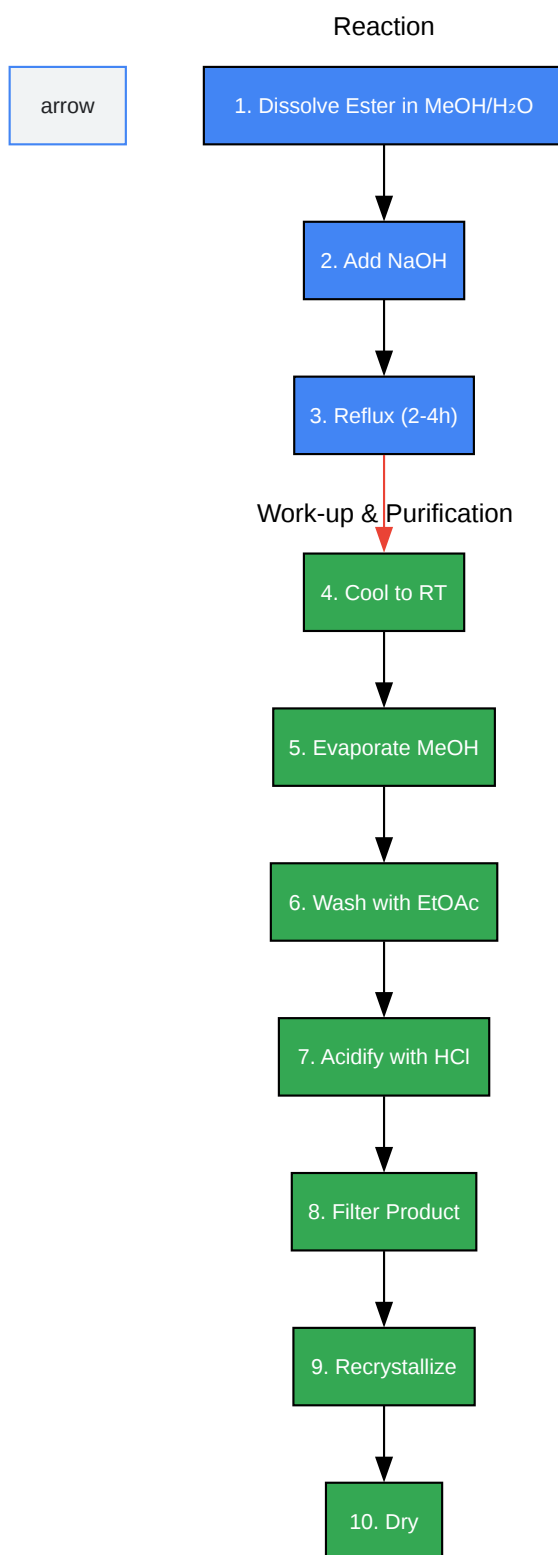 Reaction
arrow
1. Dissolve Ester in MeOH/H₂O
2. Add NaOH
3. Reflux (2-4h)
Work-up & Purification
4. Cool to RT
5. Evaporate MeOH
6. Wash with EtOAc
7. Acidify with HCl
8. Filter Product
9. Recrystallize
10. Dry